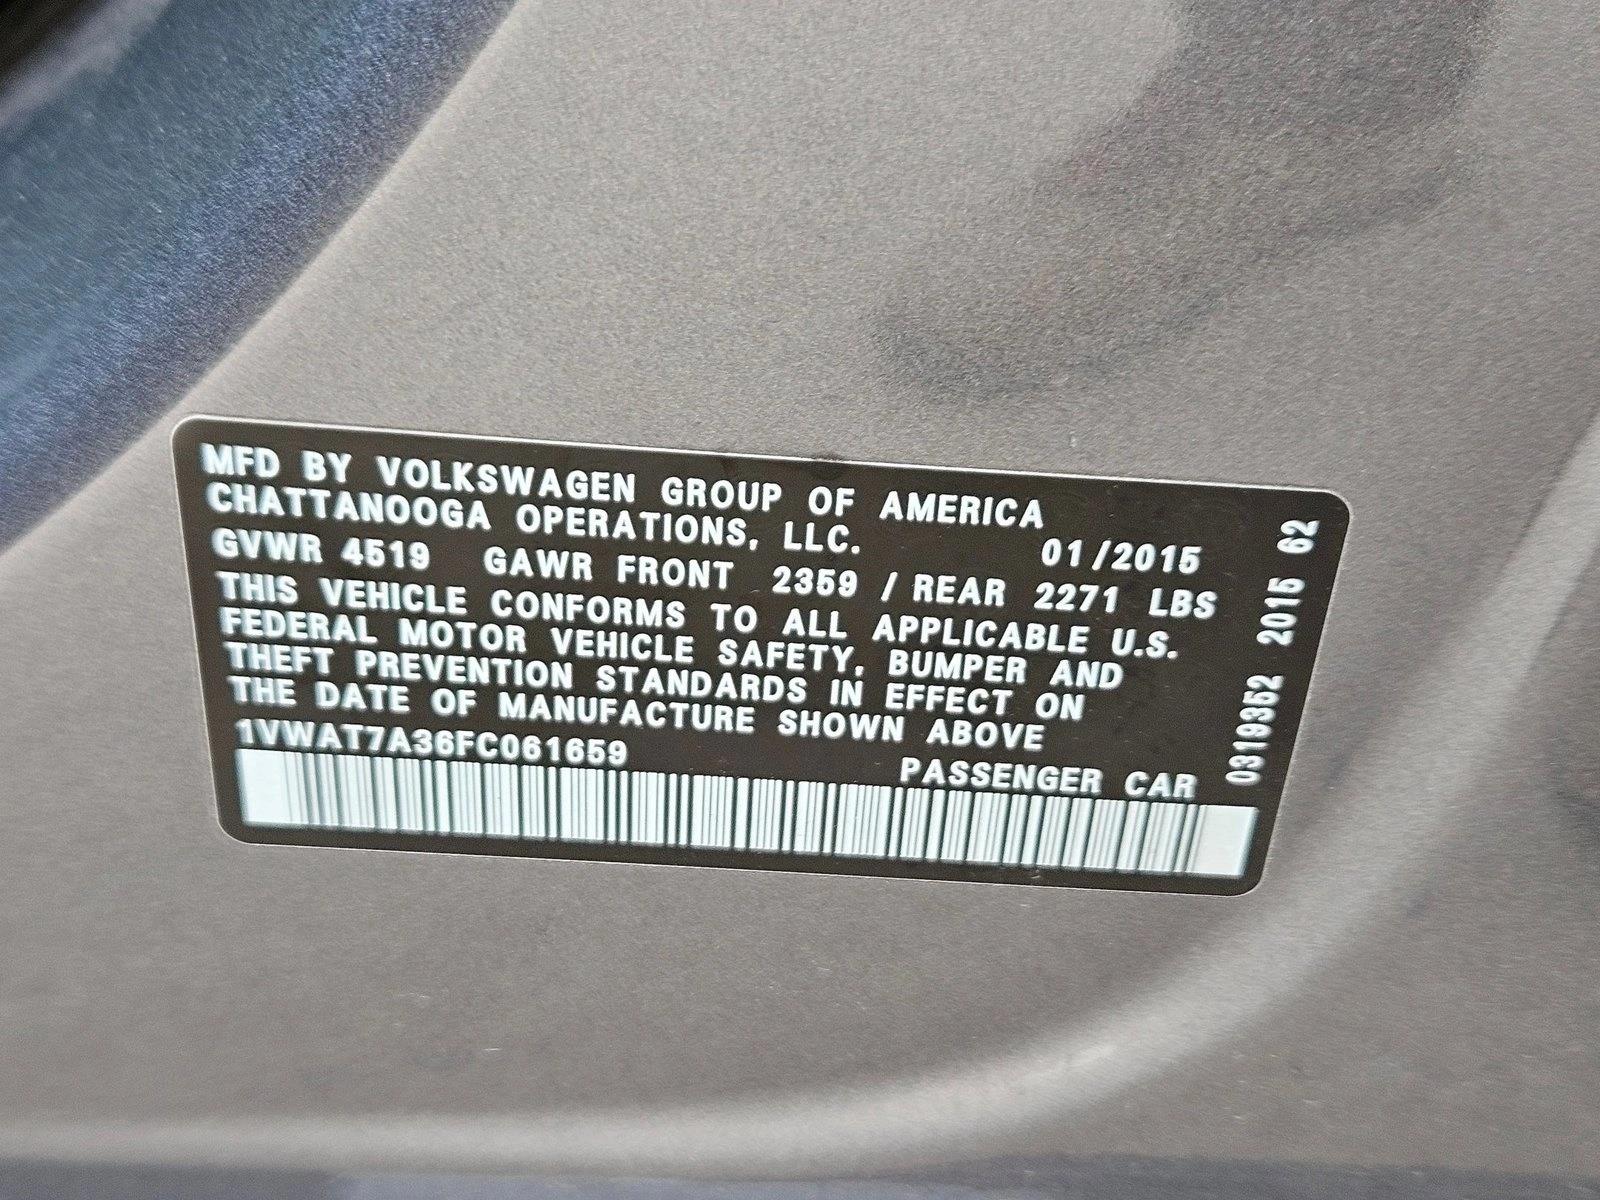 MFD BY VOLKSWAGEN GROUP OF AMERICA
CHATTANOOGA OPERATIONS, LLC.
01/2015
GVWR 4519 GAWR FRONT 2359 / REAR 2271 LBS
THIS VEHICLE CONFORMS TO ALL APPLICABLE U.S.
FEDERAL MOTOR VEHICLE SAFETY, BUMPER AND
THEFT PREVENTION STANDARDS IN EFFECT ON
THE DATE OF MANUFACTURE SHOWN ABOVE
1VWAT7A36FC061659
PASSENGER CAR
0319352 2015 62